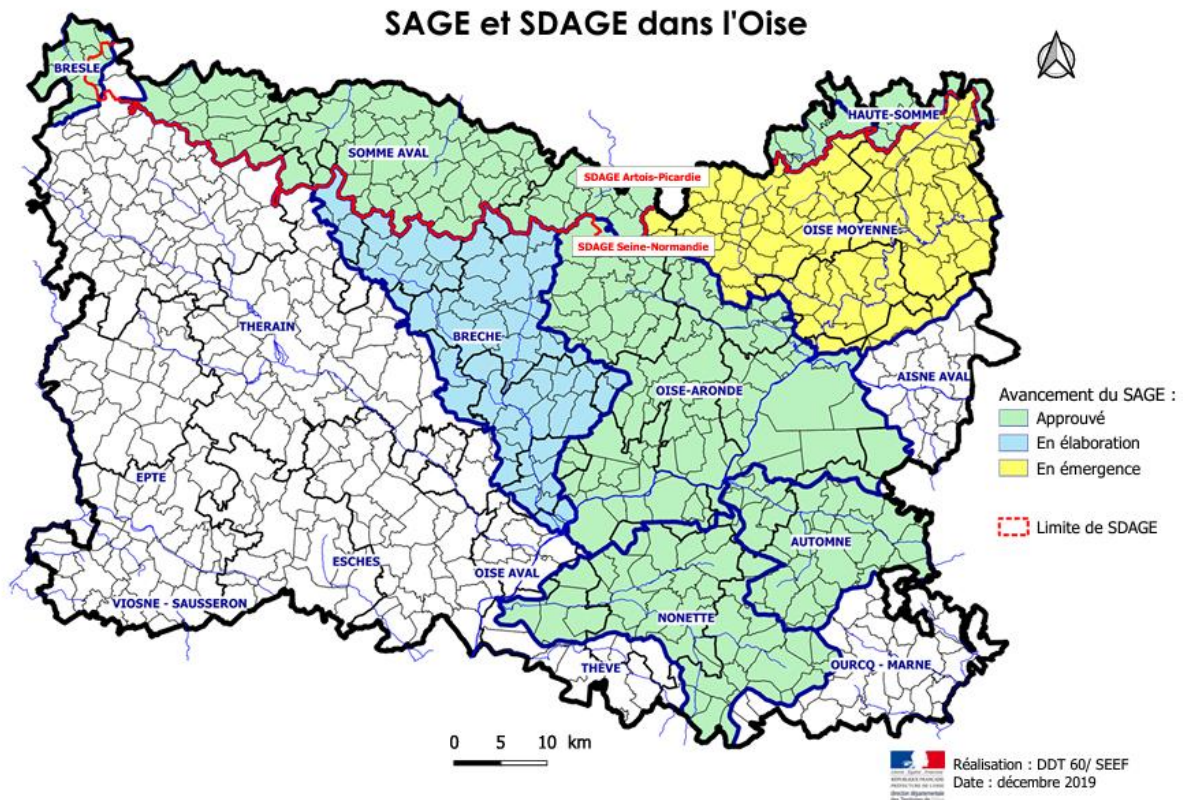 SAGE et SDAGE dans l'Oise
BRESLE
HAUTE-SOMME
SOMME AVAL
SDAGE Artois-Picardie
OISE MOYENNE
SDAGE Seine-Normandie
THERAIN
BRECHE
AISNE AVAL
OISE-ARONDE
Avancement du SAGE :
Approuvé
En élaboration
En émergence
EPTE
Limite de SDAGE
AUTOMNE
ESCHES
OISE AVAL
VIOSNE - SAUSSERON
NONETTE
THÈVE
OURCQ - MARNE
0 5 10 km
Réalisation : DDT 60/ SEEF
Date : décembre 2019